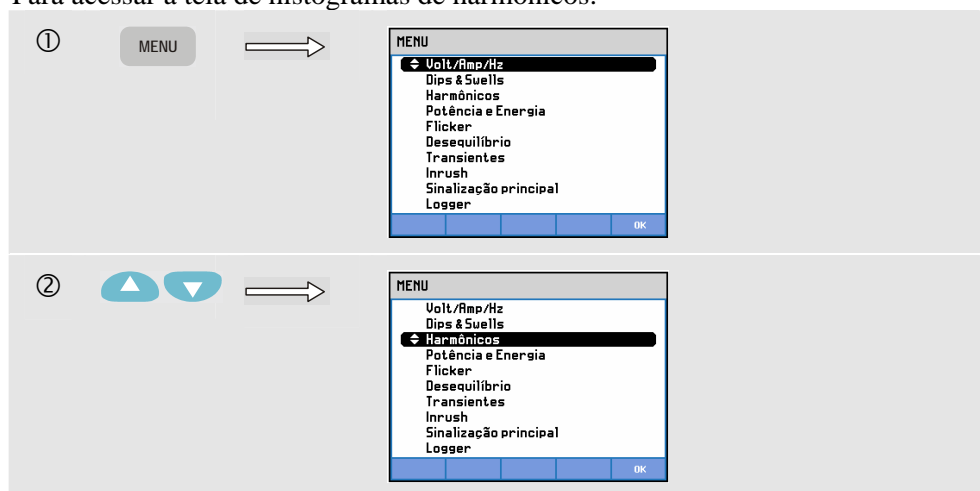 Para acessar a tela de histogramas de harmônicos:
①
MENU
MENU
Volt/Amp/Hz
Dips & Swells
Harmônicos
Potência e Energia
Flicker
Desequilíbrio
Transientes
Inrush
Sinalização principal
Logger
OK
②
MENU
Volt/Amp/Hz
Dips & Swells
Harmônicos
Potência e Energia
Flicker
Desequilíbrio
Transientes
Inrush
Sinalização principal
Logger
OK